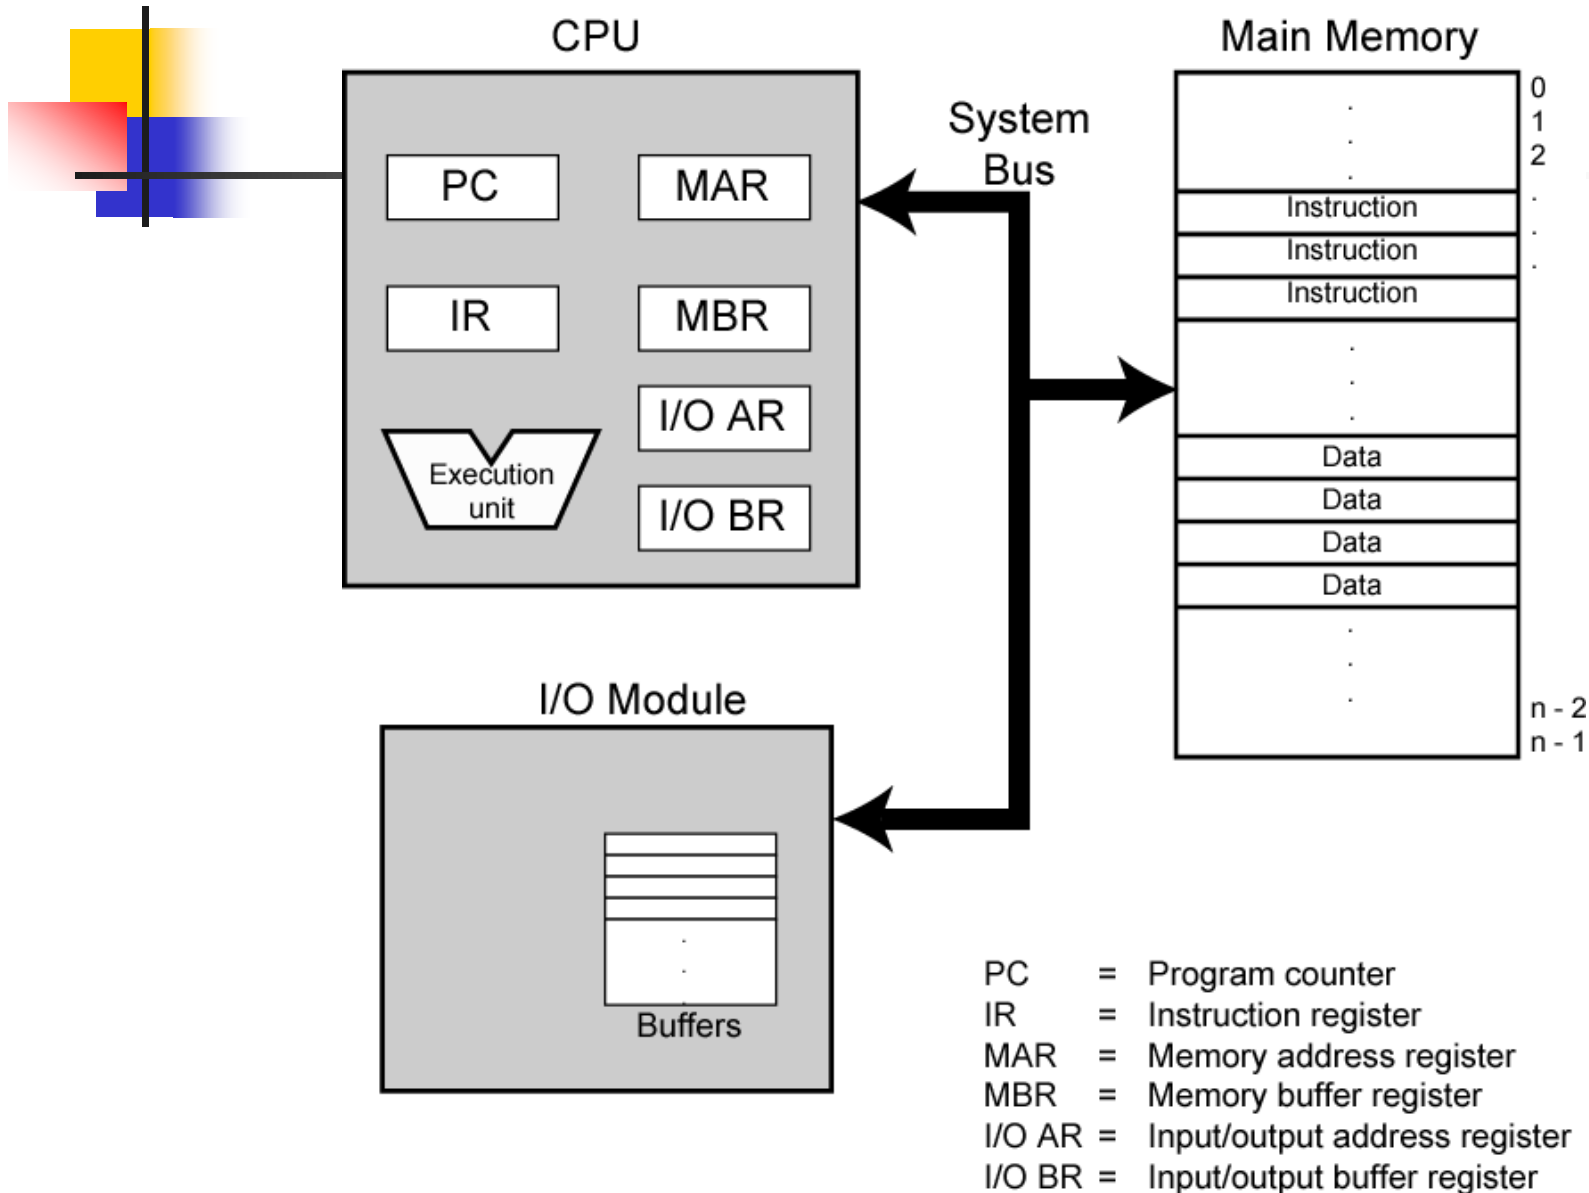 CPU
PC
MAR
IR
MBR
I/O AR
Execution
unit
I/O BR
System
Bus
Main Memory
0
1
2
.
.
.
.
.
.
Instruction
Instruction
Instruction
.
.
.
Data
Data
Data
Data
.
.
.
n - 2
n - 1
I/O Module
.
.
.
Buffers
PC = Program counter
IR = Instruction register
MAR = Memory address register
MBR = Memory buffer register
I/O AR = Input/output address register
I/O BR = Input/output buffer register